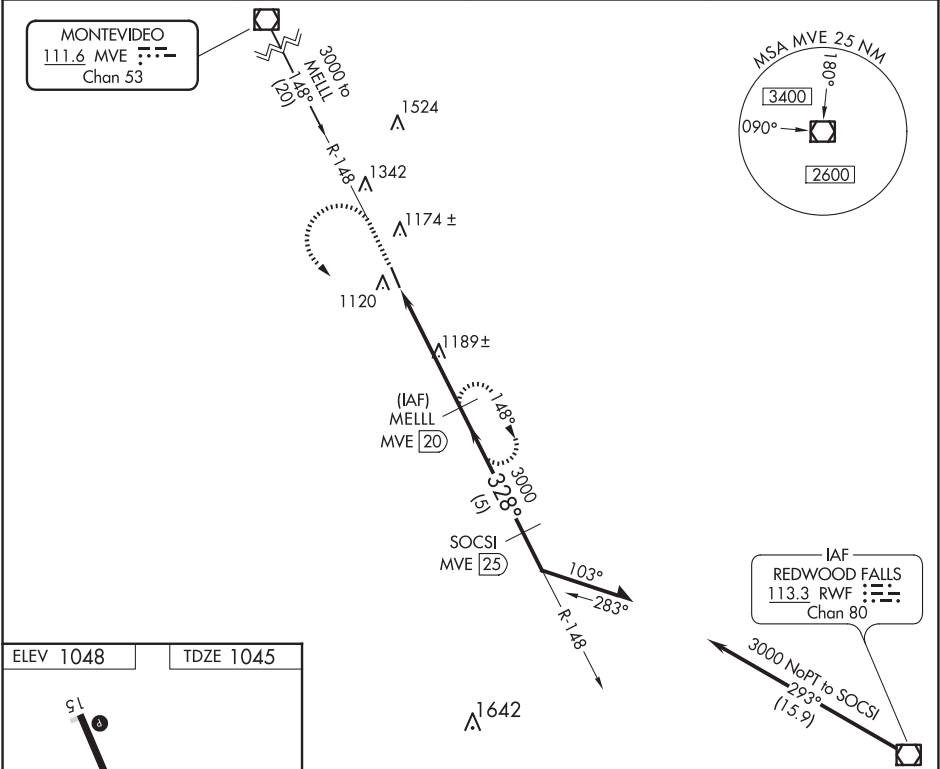 MONTEVIDEO
111.6 MVE
Chan 53
3000 to
MELLL
148°
(20)
R-148
1524
1342
1174 ±
1120
1189±
MSA MVE 25 NM
180°
3400
090°
2600
(IAF)
MELLL
MVE 20
148°
3000
328°
(5)
SOCSI
MVE 25
103°
283°
R-148
IAF
REDWOOD FALLS
113.3 RWF
Chan 80
3000 NoPT to SOCSI
293°
(15.9)
1642
ELEV 1048
TDZE 1045
15
P